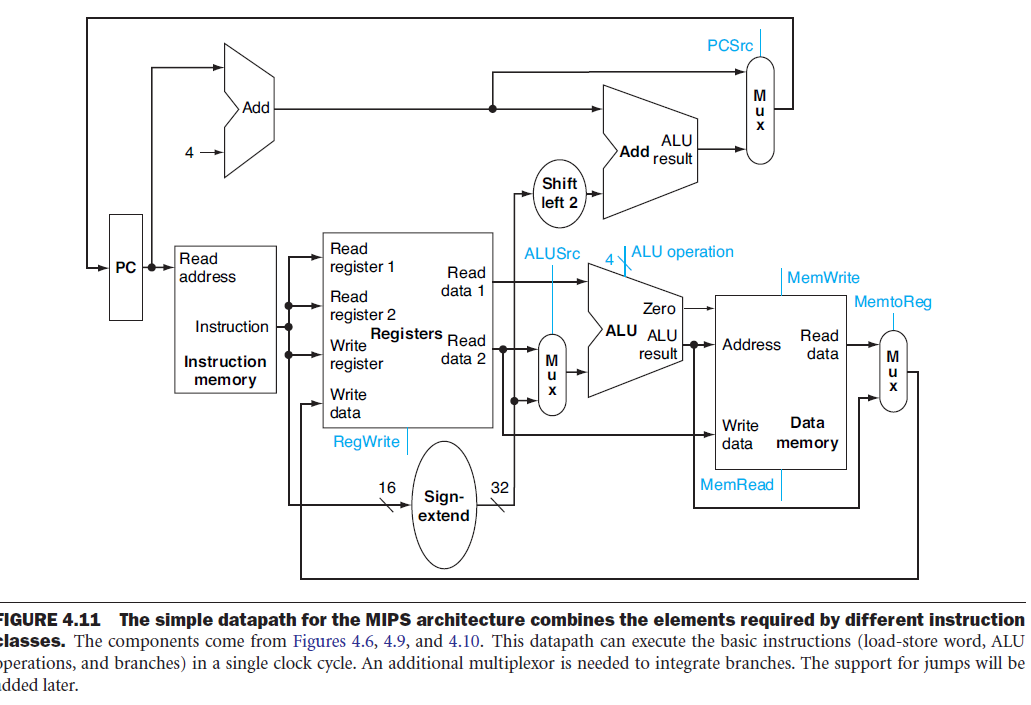 PCSrc
M
u
x
Add
ALU
Add result
4
Shift
left 2
PC
Read
address
Instruction
Instruction
memory
Read
register 1
Read
register 2
Write
register
Write
data
Registers
Read
data 1
Read
data 2
RegWrite
16
Sign-
extend
32
ALUSrc
M
u
x
4
ALU operation
Zero
ALU
ALU
result
MemWrite
Address
Read
data
Write
data
Data
memory
MemRead
MemtoReg
M
u
x
FIGURE 4.11 The simple datapath for the MIPS architecture combines the elements required by different instruction
classes. The components come from Figures 4.6, 4.9, and 4.10. This datapath can execute the basic instructions (load-store word, ALU
operations, and branches) in a single clock cycle. An additional multiplexor is needed to integrate branches. The support for jumps will be
added later.